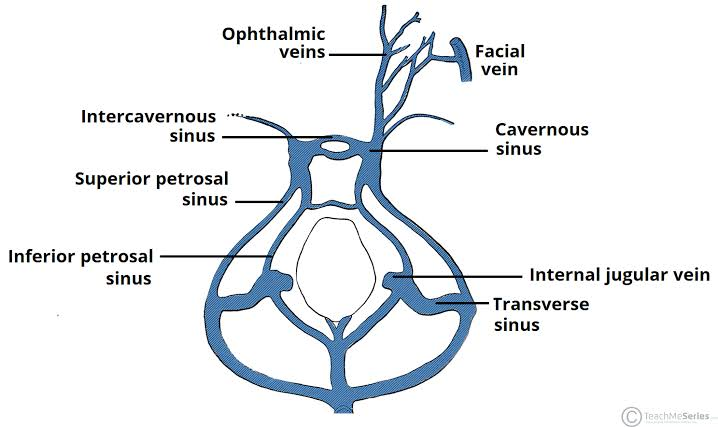 Ophthalmic
veins
Facial
vein
Intercavernous
sinus
Cavernous
sinus
Superior petrosal
sinus
Inferior petrosal
sinus
Internal jugular vein
Transverse
sinus
© TeachMeSeries